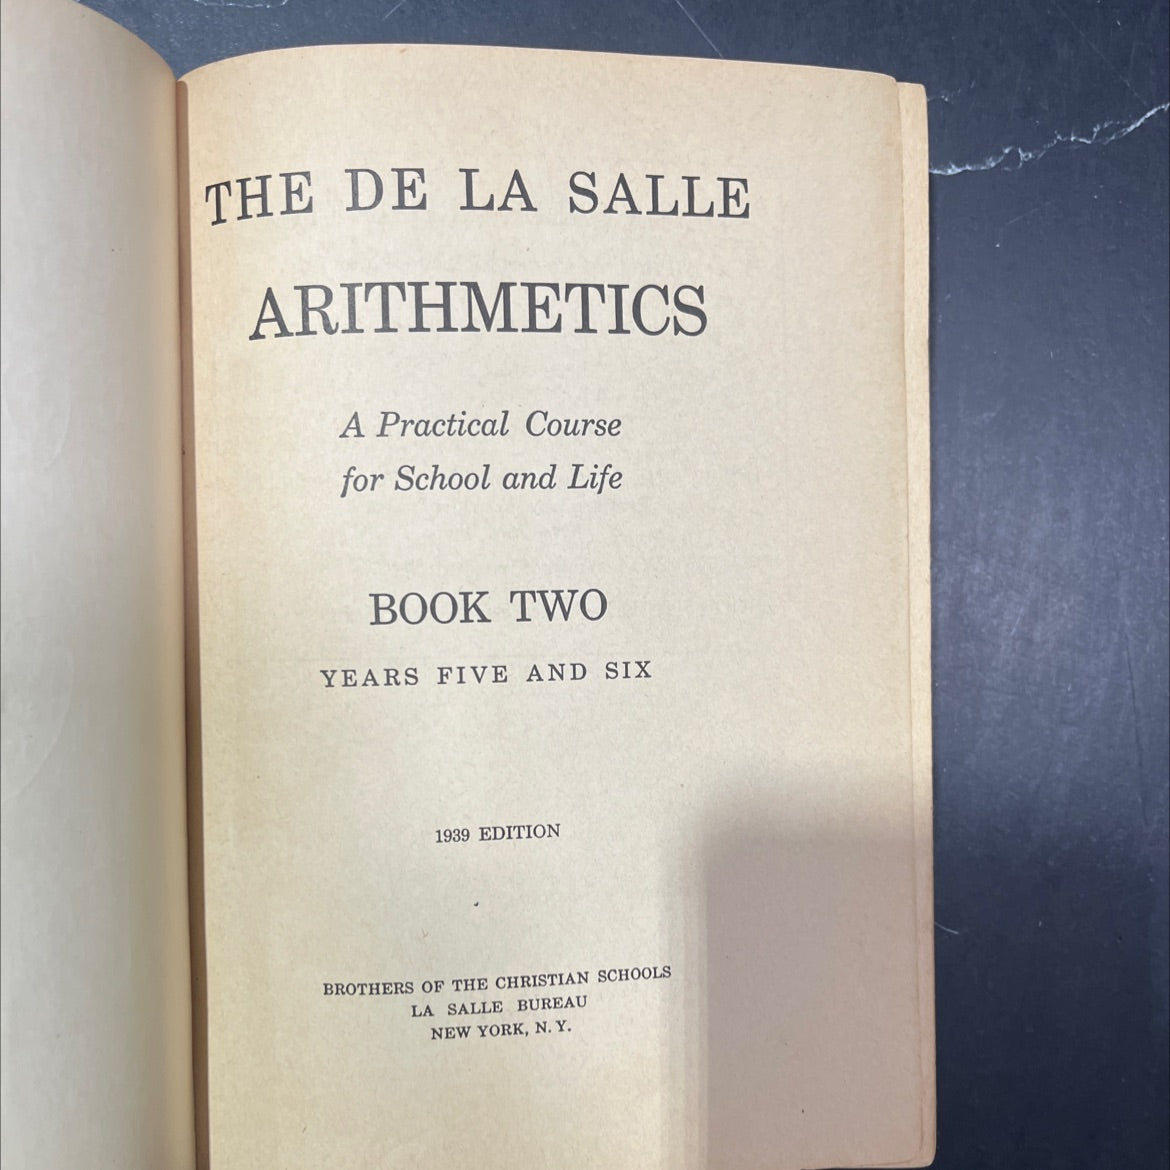 THE DE LA SALLE
ARITHMETICS
A Practical Course
for School and Life
BOOK TWO
YEARS FIVE AND SIX
1939 EDITION
BROTHERS OF THE CHRISTIAN SCHOOLS
LA SALLE BUREAU
NEW YORK, N. Y.